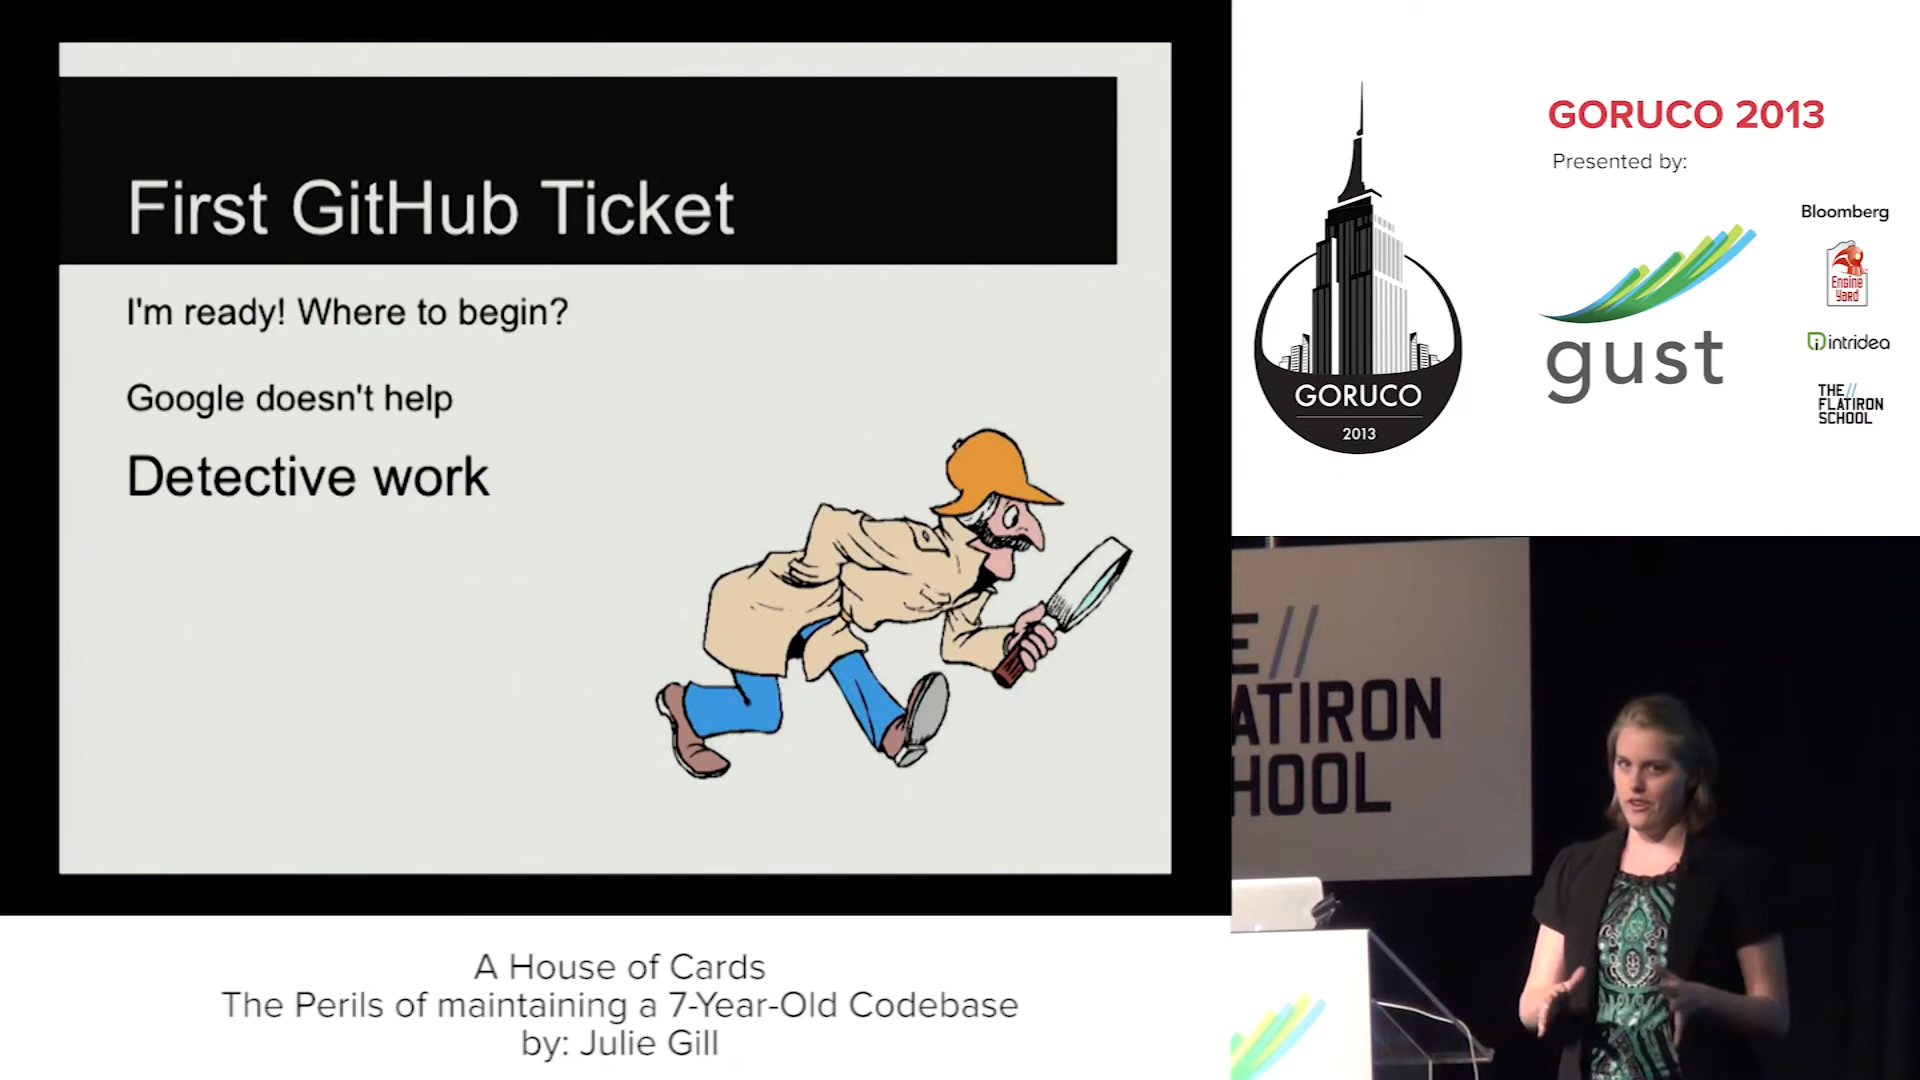 First GitHub Ticket
I'm ready! Where to begin?
Google doesn't help
Detective work
GORUCO 2013
Presented by:
Bloomberg
Engine
Yard
intridea
THE//
FLATIRON
SCHOOL
gust
GORUCO
2013
E//
ATIRON
HOOL
A House of Cards
The Perils of maintaining a 7-Year-Old Codebase
by: Julie Gill